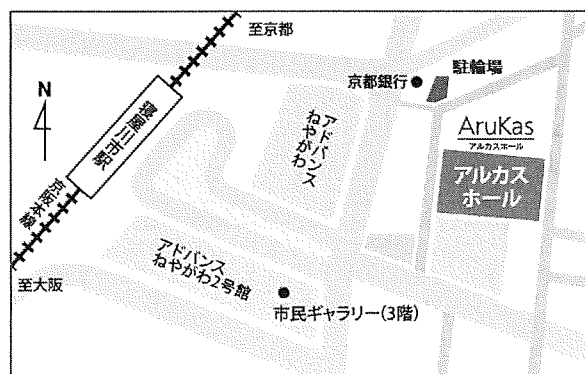 至京都
京都銀行
駐輪場
N
寝屋川市駅
アドバンス
ねやがわ
AruKas
アルカスホール
アルカス
ホール
京阪本線
アドバンス
ねやがわ2号館
至大阪
市民ギャラリー(3階)